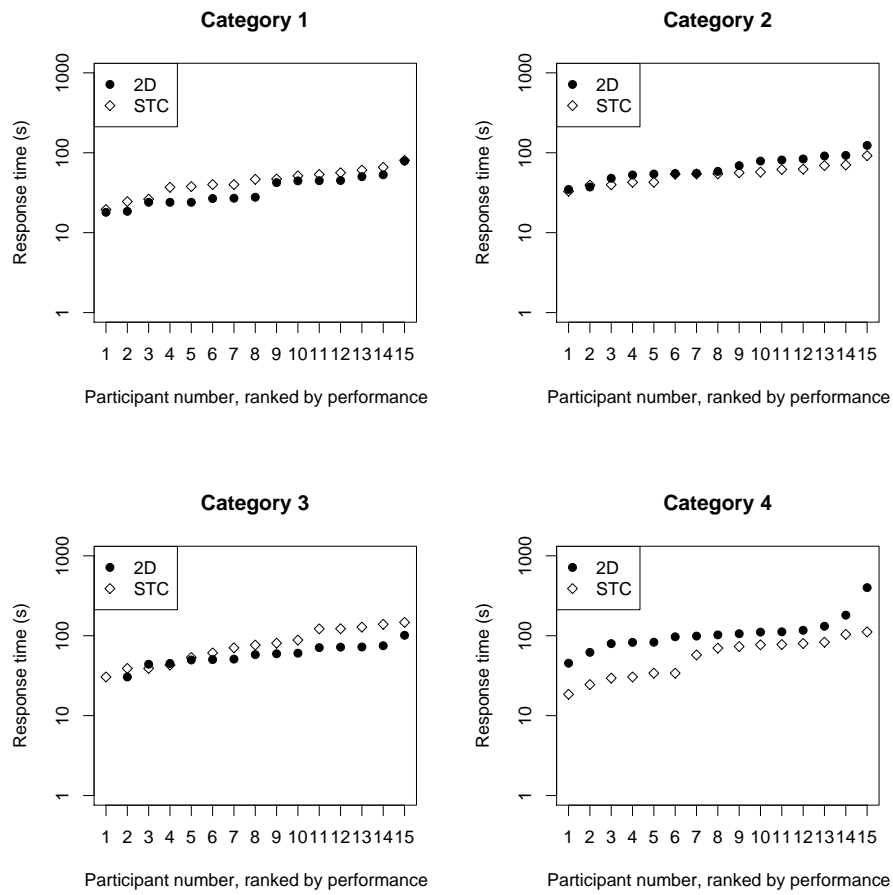 Category 1
1 10 100 1000
Response time (s)
2D
STC
1 2 3 4 5 6 7 8 9 10 11 12 13 14 15
Participant number, ranked by performance
Category 2
1 10 100 1000
Response time (s)
2D
STC
1 2 3 4 5 6 7 8 9 10 11 12 13 14 15
Participant number, ranked by performance
Category 3
1 10 100 1000
Response time (s)
2D
STC
1 2 3 4 5 6 7 8 9 10 11 12 13 14 15
Participant number, ranked by performance
Category 4
1 10 100 1000
Response time (s)
2D
STC
1 2 3 4 5 6 7 8 9 10 11 12 13 14 15
Participant number, ranked by performance